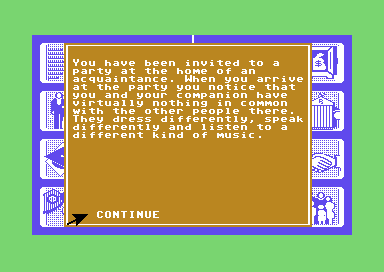 You have been invited to a
party at the home of an
acquaintance. When you arrive
at the party you notice that
you and your companion have
virtually nothing in common
with the other people there.
They dress differently, speak
differently and listen to a
different kind of music.
CONTINUE